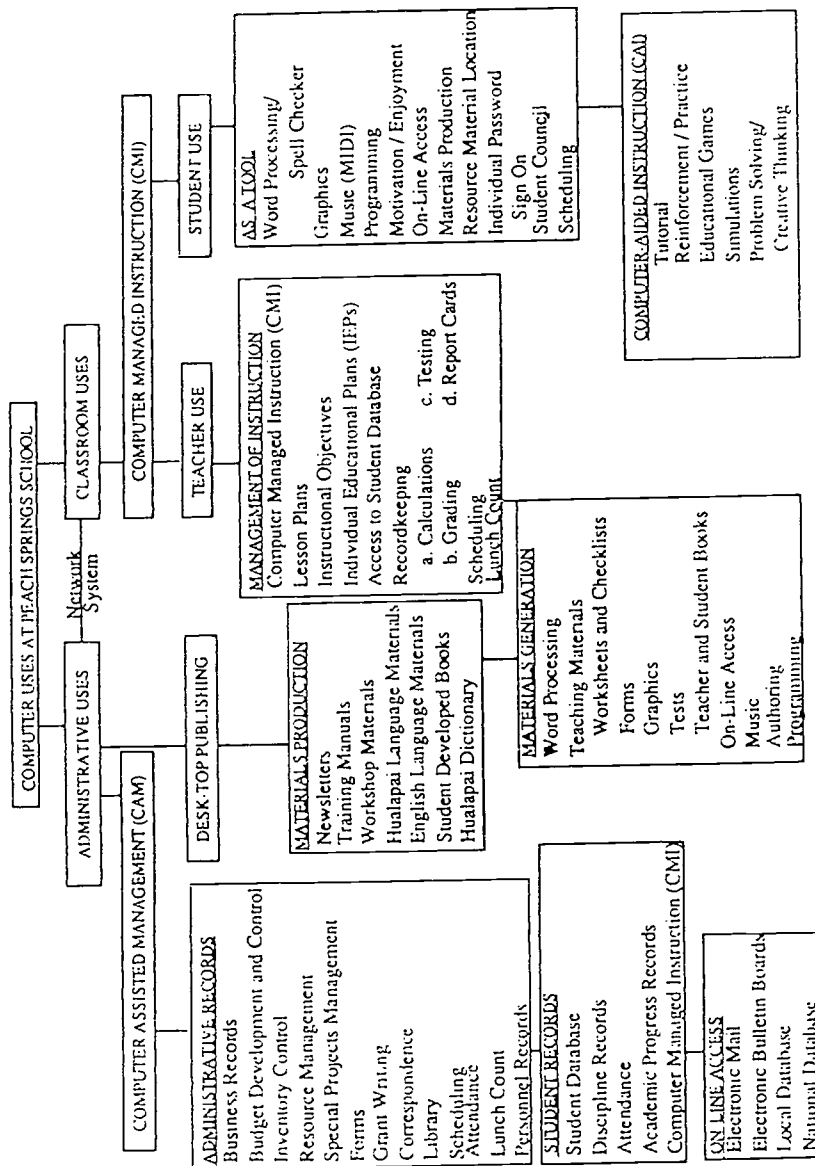 COMPUTER USES AT PEACH SPRINGS SCHOOL
ADMINISTRATIVE USES
Network
System
CLASSROOM USES
COMPUTER ASSISTED MANAGEMENT (CAM)
DESK-TOP PUBLISHING
COMPUTER MANAGED INSTRUCTION (CMI)
TEACHER USE
STUDENT USE
ADMINISTRATIVE RECORDS
Business Records
Budget Development and Control
Inventory Control
Resource Management
Special Projects Management
Forms
Grant Writing
Correspondence
Library
Scheduling
Attendance
Lunch Count
Personnel Records
STUDENT RECORDS
Student Database
Discipline Records
Attendance
Academic Progress Records
Computer Managed Instruction (CMI)
ON LINE ACCESS
Electronic Mail
Electronic Bulletin Boards
Local Database
National Database
MATERIALS PRODUCTION
Newsletters
Training Manuals
Workshop Materials
Hualapai Language Materials
English Language Materials
Student Developed Books
Hualapai Dictionary
MATERIALS GENERATION
Word Processing
Teaching Materials
Worksheets and Checklists
Forms
Graphics
Tests
Teacher and Student Books
On-Line Access
Music
Authoring
Programming
MANAGEMENT OF INSTRUCTION
Computer Managed Instruction (CMI)
Lesson Plans
Instructional Objectives
Individual Educational Plans (IEPs)
Access to Student Database
Recordkeeping
a. Calculations c. Testing
b. Grading d. Report Cards
Scheduling
Lunch Count
AS A TOOL
Word Processing/
Spell Checker
Graphics
Music (MIDI)
Programming
Motivation / Enjoyment
On-Line Access
Materials Production
Resource Material Location
Individual Password
Sign On
Student Council
Scheduling
COMPUTER-AIDED INSTRUCTION (CAI)
Tutorial
Reinforcement / Practice
Educational Games
Simulations
Problem Solving/
Creative Thinking